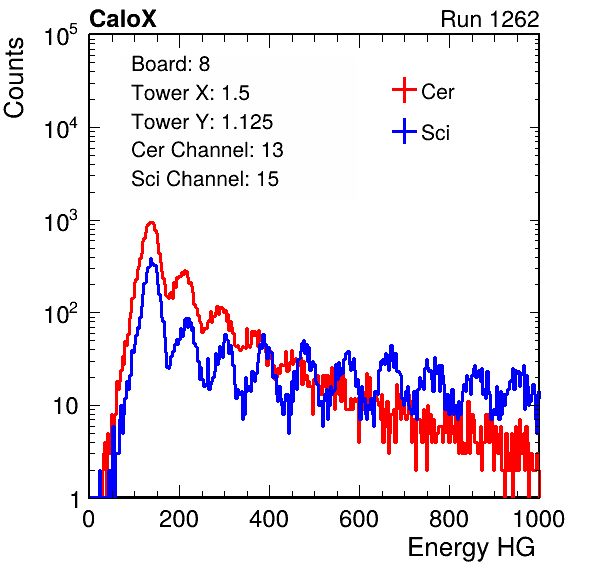 CaloX Run 1262
Counts
10^5
10^4
10^3
10^2
10
1
Board: 8
Tower X: 1.5
Tower Y: 1.125
Cer Channel: 13
Sci Channel: 15
Cer
Sci
0 200 400 600 800 1000
Energy HG